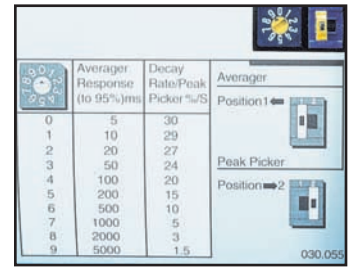 Averager Response (to 95%)ms
Decay Rate/Peak Picker %/S
0 5 30
1 10 29
2 20 27
3 50 24
4 100 20
5 200 15
6 500 10
7 1000 5
8 2000 3
9 5000 1.5
Averager
Position1
Peak Picker
Position 2
030.055